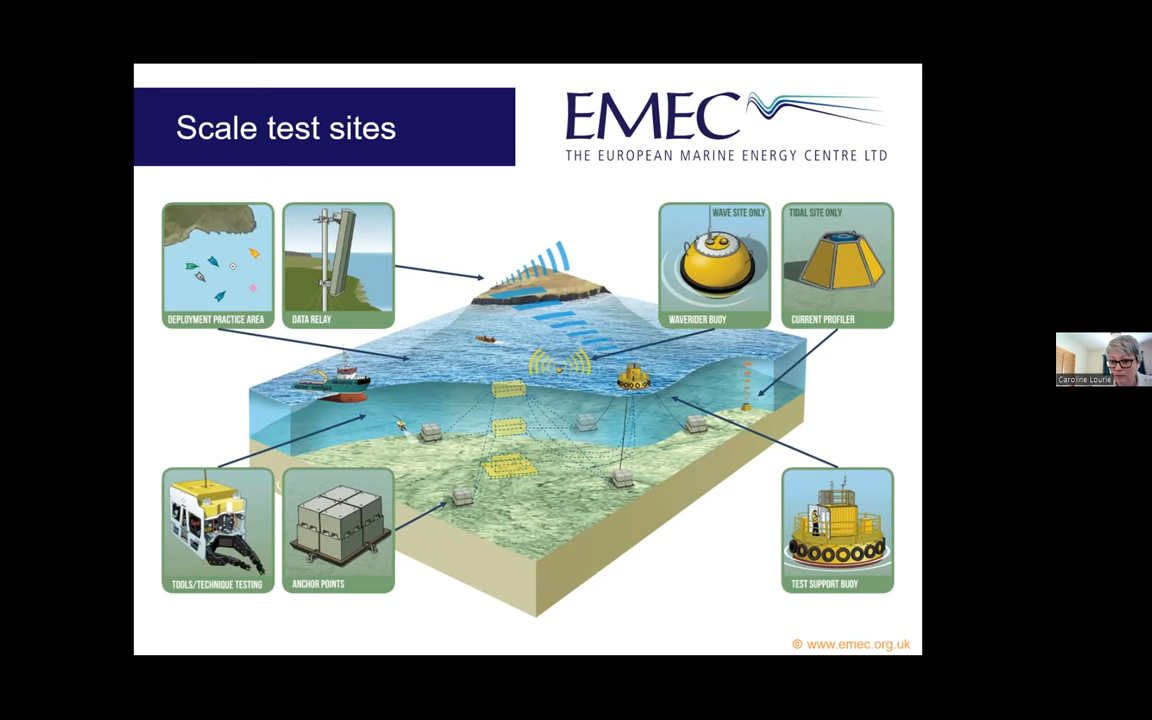 Scale test sites
EMEC
THE EUROPEAN MARINE ENERGY CENTRE LTD
DEPLOYMENT PRACTICE AREA
DATA RELAY
WAVE SITE ONLY
WAVERIDER BUOY
TIDAL SITE ONLY
CURRENT PROFILER
Caroline Lourie
TOOLS/TECHNIQUE TESTING
ANCHOR POINTS
TEST SUPPORT BUOY
© www.emec.org.uk